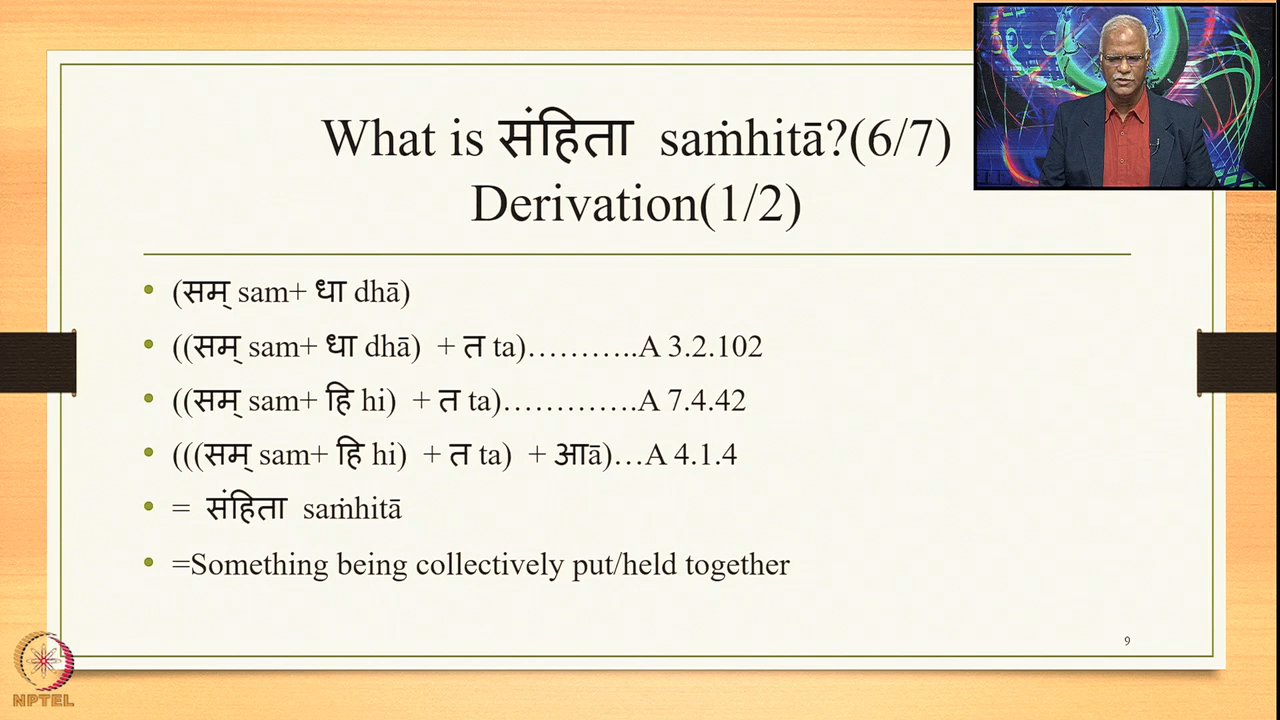 What is संहिता saṁhitā?(6/7)
Derivation(1/2)
(सम् sam+ धा dhā)
((सम् sam+ धा dhā) + त ta)………..A 3.2.102
((सम् sam+ हि hi) + त ta)………….A 7.4.42
(((सम् sam+ हि hi) + त ta) + आā)…A 4.1.4
= संहिता saṁhitā
=Something being collectively put/held together
9
NPTEL